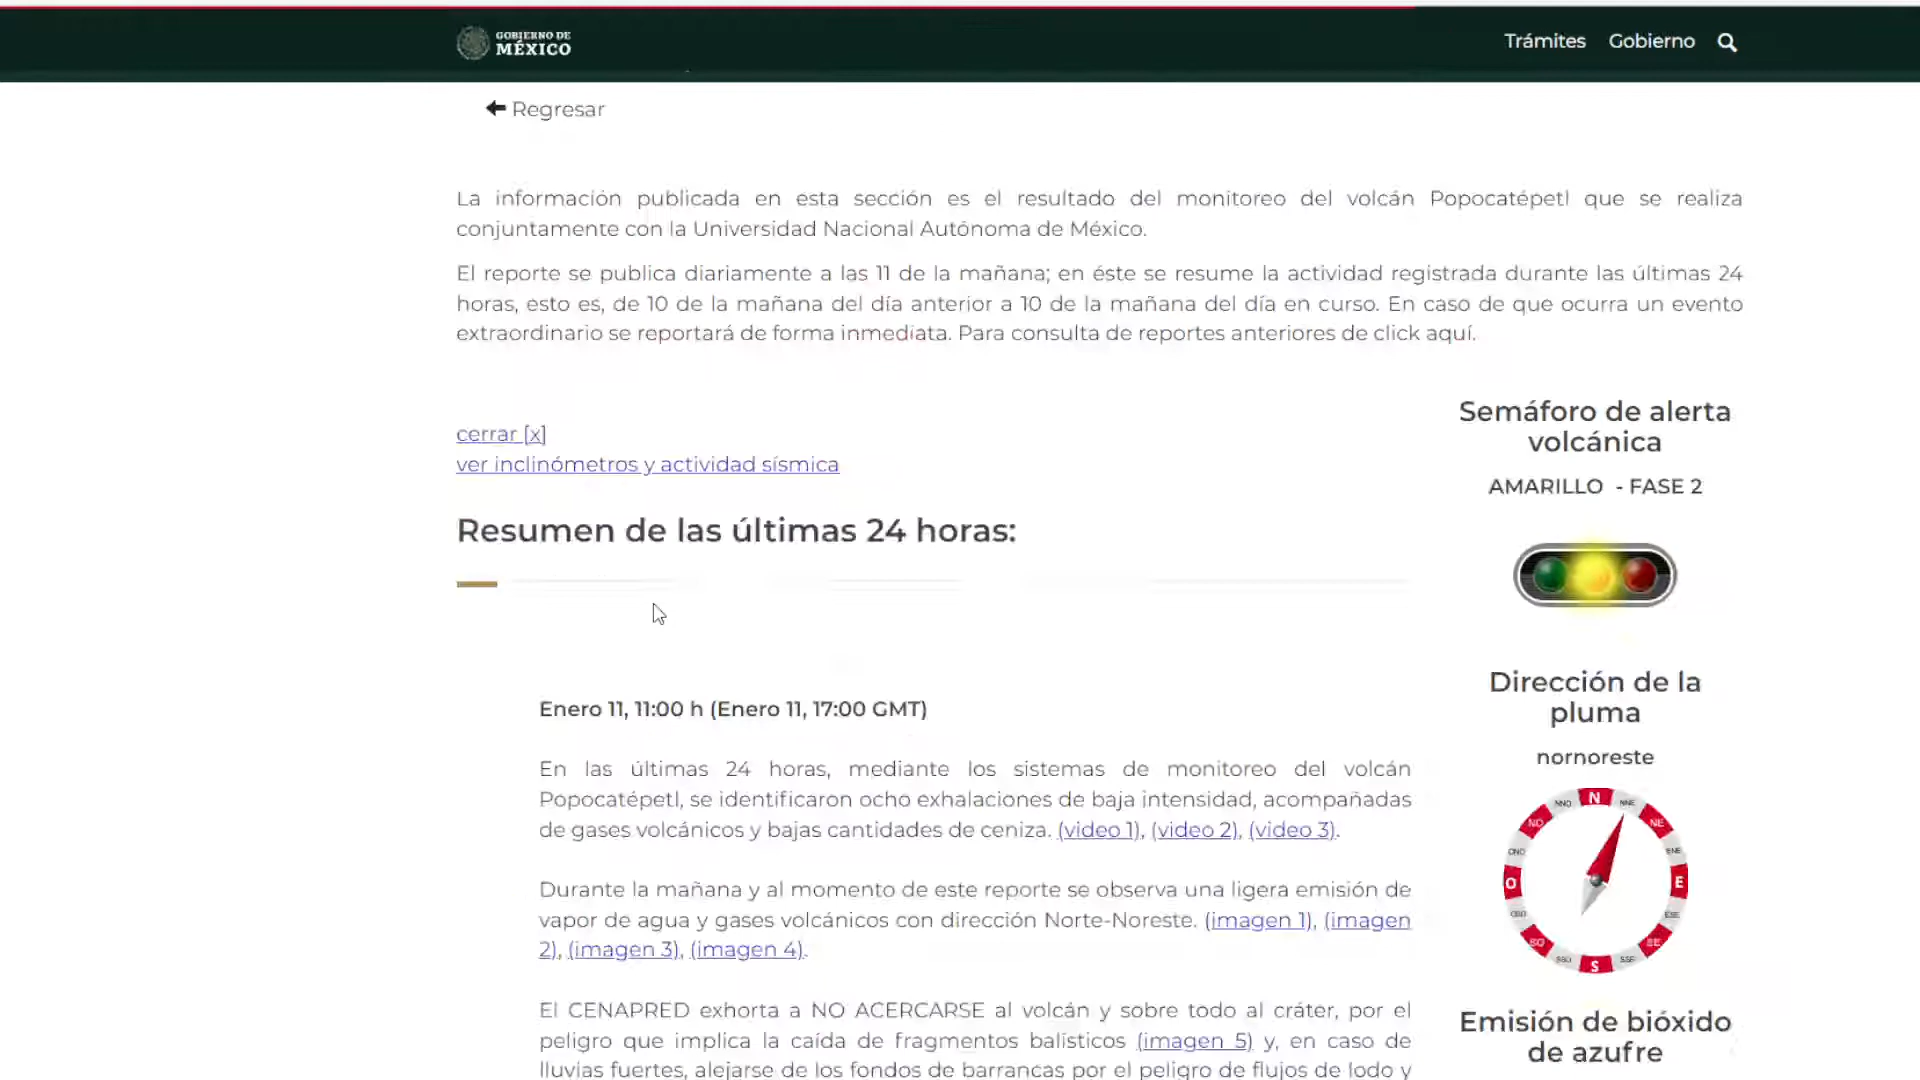 GOBIERNO DE
MÉXICO
Trámites Gobierno
Regresar
La información publicada en esta sección es el resultado del monitoreo del volcán Popocatépetl que se realiza
conjuntamente con la Universidad Nacional Autónoma de México.
El reporte se publica diariamente a las 11 de la mañana; en éste se resume la actividad registrada durante las últimas 24
horas, esto es, de 10 de la mañana del día anterior a 10 de la mañana del día en curso. En caso de que ocurra un evento
extraordinario se reportará de forma inmediata. Para consulta de reportes anteriores de click aquí.
cerrar [x]
ver inclinómetros y actividad sísmica
Resumen de las últimas 24 horas:
Enero 11, 11:00 h (Enero 11, 17:00 GMT)
En las últimas 24 horas, mediante los sistemas de monitoreo del volcán
Popocatépetl, se identificaron ocho exhalaciones de baja intensidad, acompañadas
de gases volcánicos y bajas cantidades de ceniza. (video 1), (video 2), (video 3).
Durante la mañana y al momento de este reporte se observa una ligera emisión de
vapor de agua y gases volcánicos con dirección Norte-Noreste. (imagen 1), (imagen
2), (imagen 3), (imagen 4).
El CENAPRED exhorta a NO ACERCARSE al volcán y sobre todo al cráter, por el
peligro que implica la caída de fragmentos balísticos (imagen 5) y, en caso de
lluvias fuertes, alejarse de los fondos de barrancas por el peligro de flujos de lodo y
Semáforo de alerta
volcánica
AMARILLO - FASE 2
Dirección de la
pluma
nornoreste
NNO N NNE
NO NE
ONO ENE
O E
OSO ESE
SO SE
SSO S SSE
Emisión de bióxido
de azufre